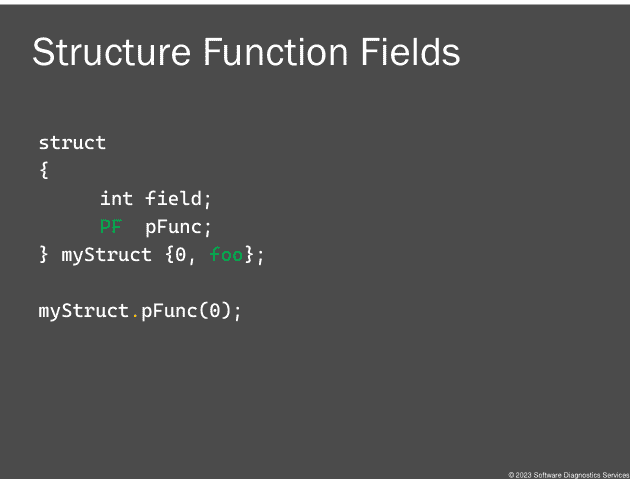 Structure Function Fields
struct
{
int field;
PF pFunc;
} myStruct {0, foo};
myStruct.pFunc(0);
© 2023 Software Diagnostics Services